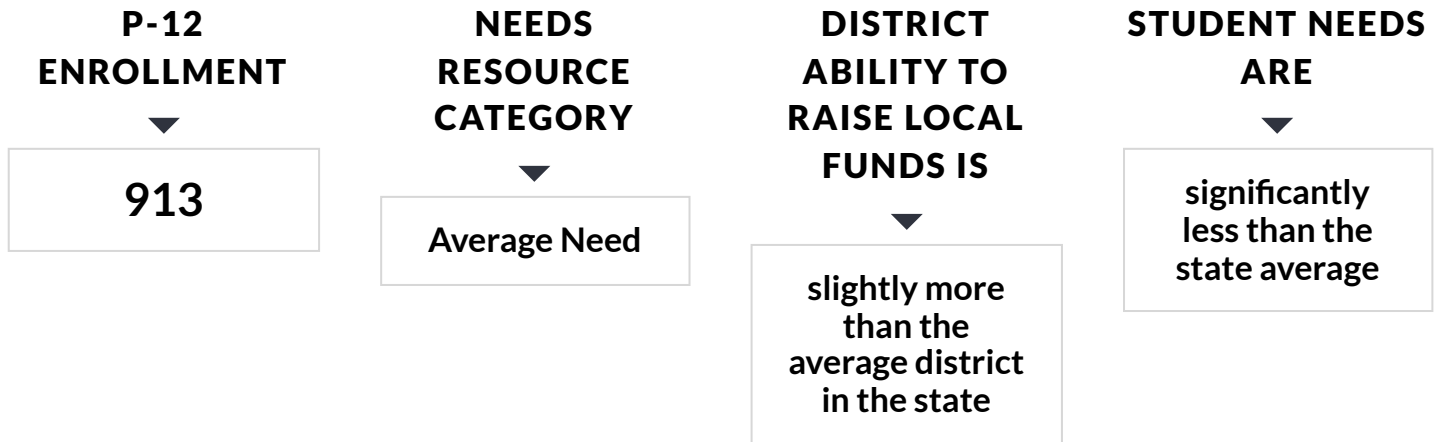 P-12
ENROLLMENT
913
NEEDS
RESOURCE
CATEGORY
Average Need
DISTRICT
ABILITY TO
RAISE LOCAL
FUNDS IS
slightly more
than the
average district
in the state
STUDENT NEEDS
ARE
significantly
less than the
state average